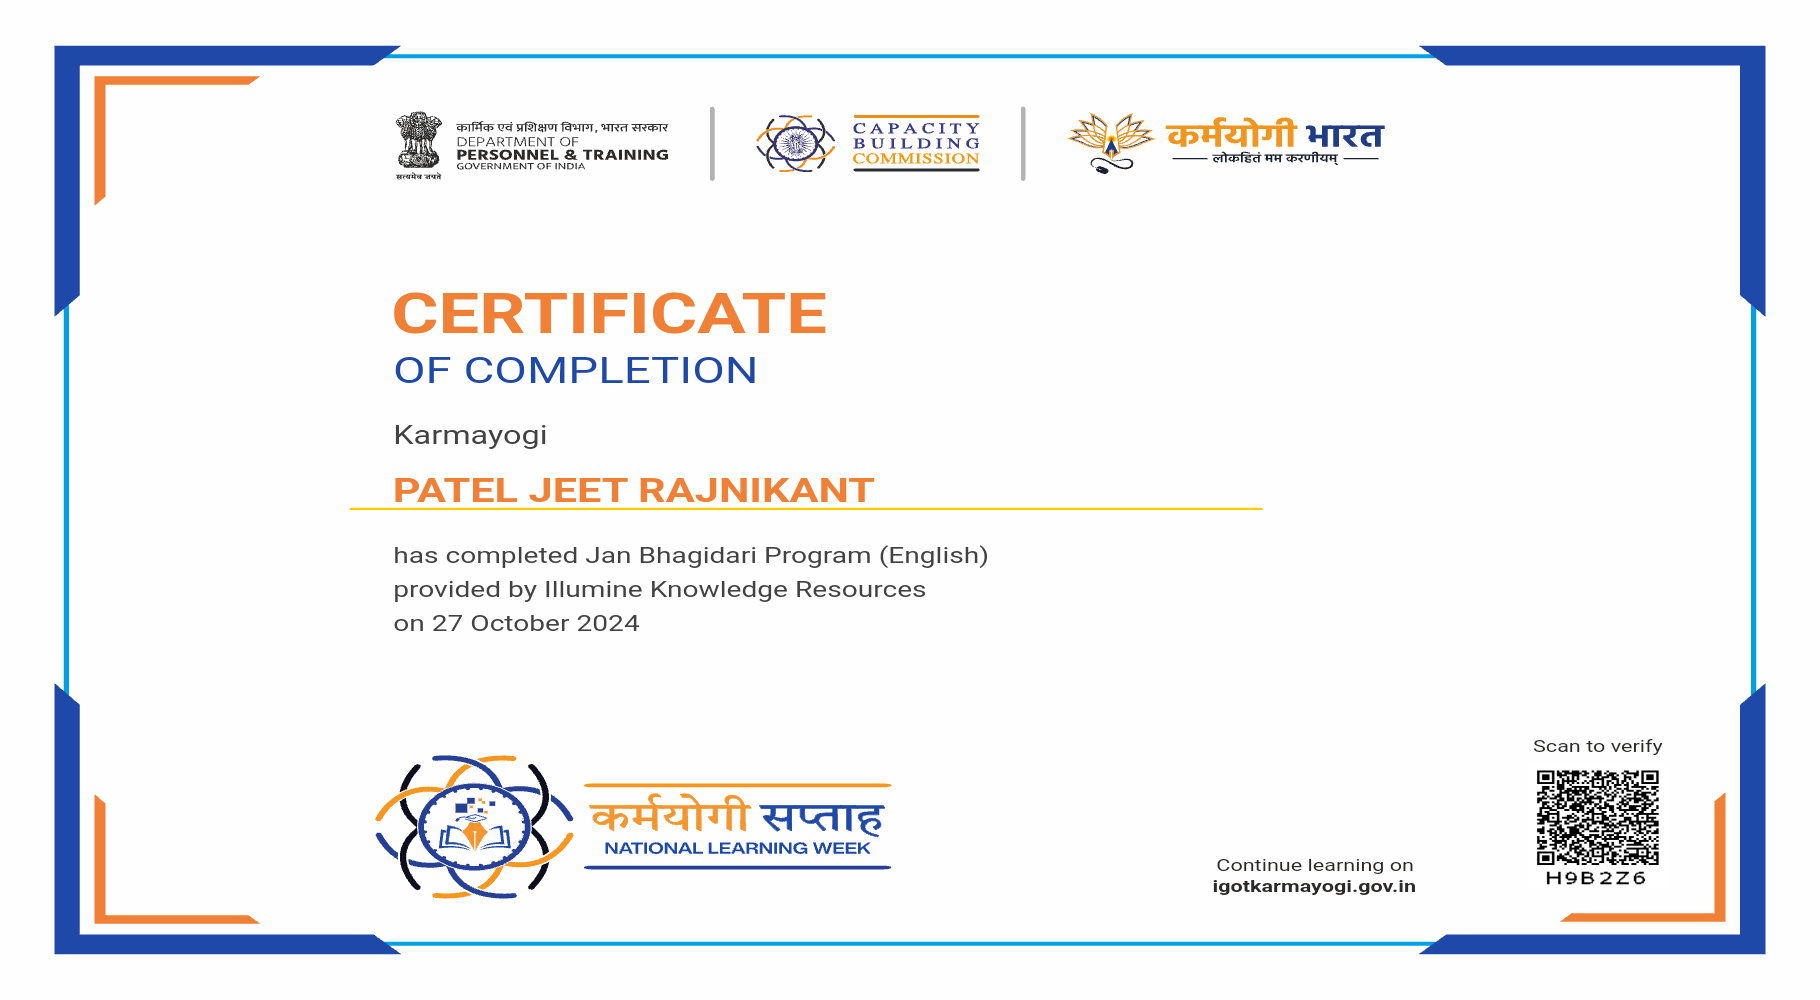 कार्मिक एवं प्रशिक्षण विभाग, भारत सरकार
DEPARTMENT OF
PERSONNEL & TRAINING
GOVERNMENT OF INDIA
सत्यमेव जयते
CAPACITY
BUILDING
COMMISSION
कर्मयोगी भारत
लोकहितं मम करणीयम्
CERTIFICATE
OF COMPLETION
Karmayogi
PATEL JEET RAJNIKANT
has completed Jan Bhagidari Program (English)
provided by Illumine Knowledge Resources
on 27 October 2024
कर्मयोगी सप्ताह
NATIONAL LEARNING WEEK
Continue learning on
igotkarmayogi.gov.in
Scan to verify
H9B2Z6